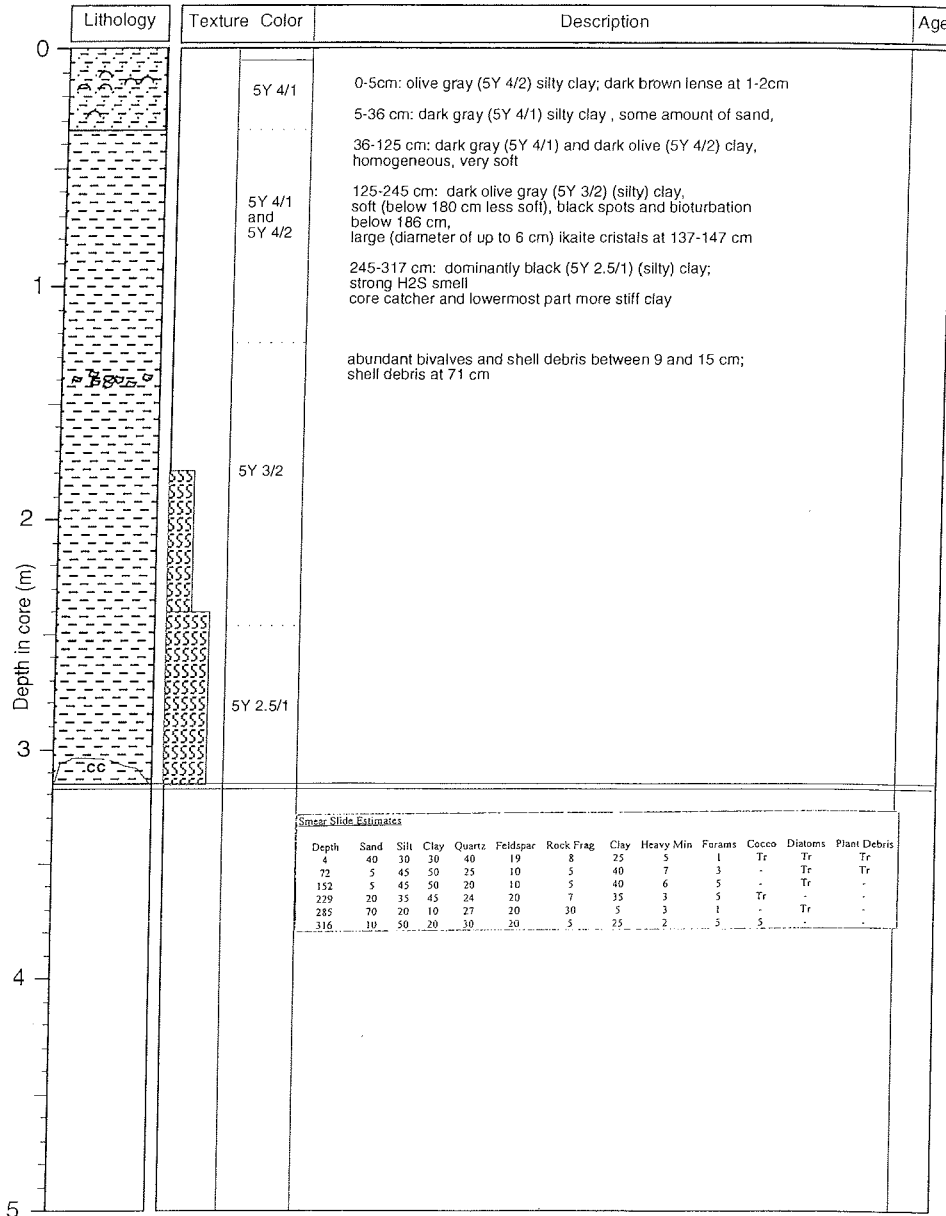 Lithology Texture Color Description Age
0
5Y 4/1
0-5cm: olive gray (5Y 4/2) silty clay; dark brown lense at 1-2cm
5-36 cm: dark gray (5Y 4/1) silty clay , some amount of sand,
36-125 cm: dark gray (5Y 4/1) and dark olive (5Y 4/2) clay,
homogeneous, very soft
5Y 4/1
and
5Y 4/2
125-245 cm: dark olive gray (5Y 3/2) (silty) clay,
soft (below 180 cm less soft), black spots and bioturbation
below 186 cm,
large (diameter of up to 6 cm) ikaite cristals at 137-147 cm
1
245-317 cm: dominantly black (5Y 2.5/1) (silty) clay;
strong H2S smell
core catcher and lowermost part more stiff clay
abundant bivalves and shell debris between 9 and 15 cm;
shell debris at 71 cm
5Y 3/2
2
Depth in core (m)
5Y 2.5/1
3
CC
Smear Slide Estimates
Depth Sand Silt Clay Quartz Feldspar Rock Frag Clay Heavy Min Forams Cocco Diatoms Plant Debris
4 40 30 30 40 19 8 25 5 1 Tr Tr Tr
72 5 45 50 25 10 5 40 7 3 - Tr Tr
152 5 45 50 20 10 5 40 6 5 - Tr -
229 20 35 45 24 20 7 35 3 5 Tr - -
285 70 20 10 27 20 30 5 3 1 - Tr -
316 10 50 20 30 20 5 25 2 5 5 - -
4
5